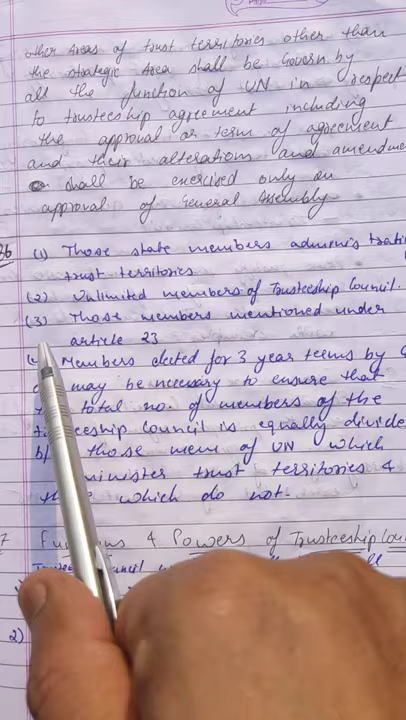 other areas of trust territories other than
the strategic area shall be Govern by
all the function of UN in respect
to trusteeship agreement including
the approval or term of agreement
and their alterations and amendme
shall be exercised only on
approval of General Assembly
(1) Those state members administrati
trust territories
(2) Unlimited members of Trusteeship Council.
(3) Those members mentioned under
article 23
Members elected for 3 year teems by G
may be necessary to ensure that
total no. of members of the
ceeship Council is equally divide
b/ those mem of UN which
minister trust territories &
which do not.
7 Fun ns & Powers of Trusteeship Cou
2)